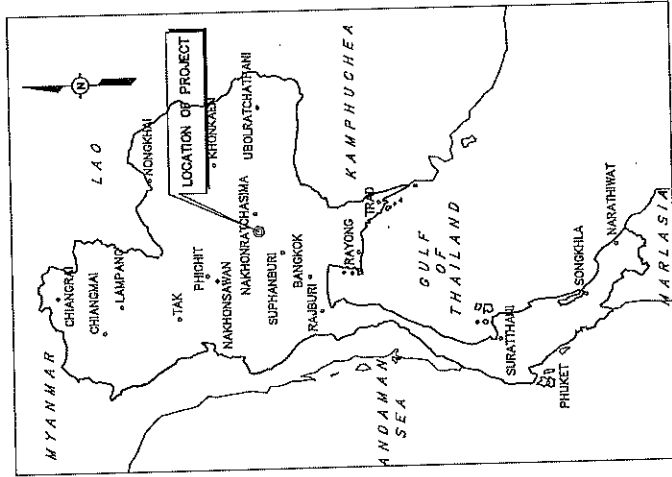 N
LOCATION OF PROJECT
MYANMAR
LAO
KAMPHUCHEA
CHIANGRAI
CHIANGMAI
LAMPANG
NONGKHAI
TAK
PHICHIT
KHONKAEN
NAKHONSAWAN
NAKHONRATCHASIMA
UBOLRATCHATHANI
SUPHANBURI
BANGKOK
RAJBURI
RAYONG
TRAD
GULF
OF
THAILAND
ANDAMAN
SEA
SURATTHANI
PHUKET
SONGKHLA
NARATHIWAT
MARLASIA